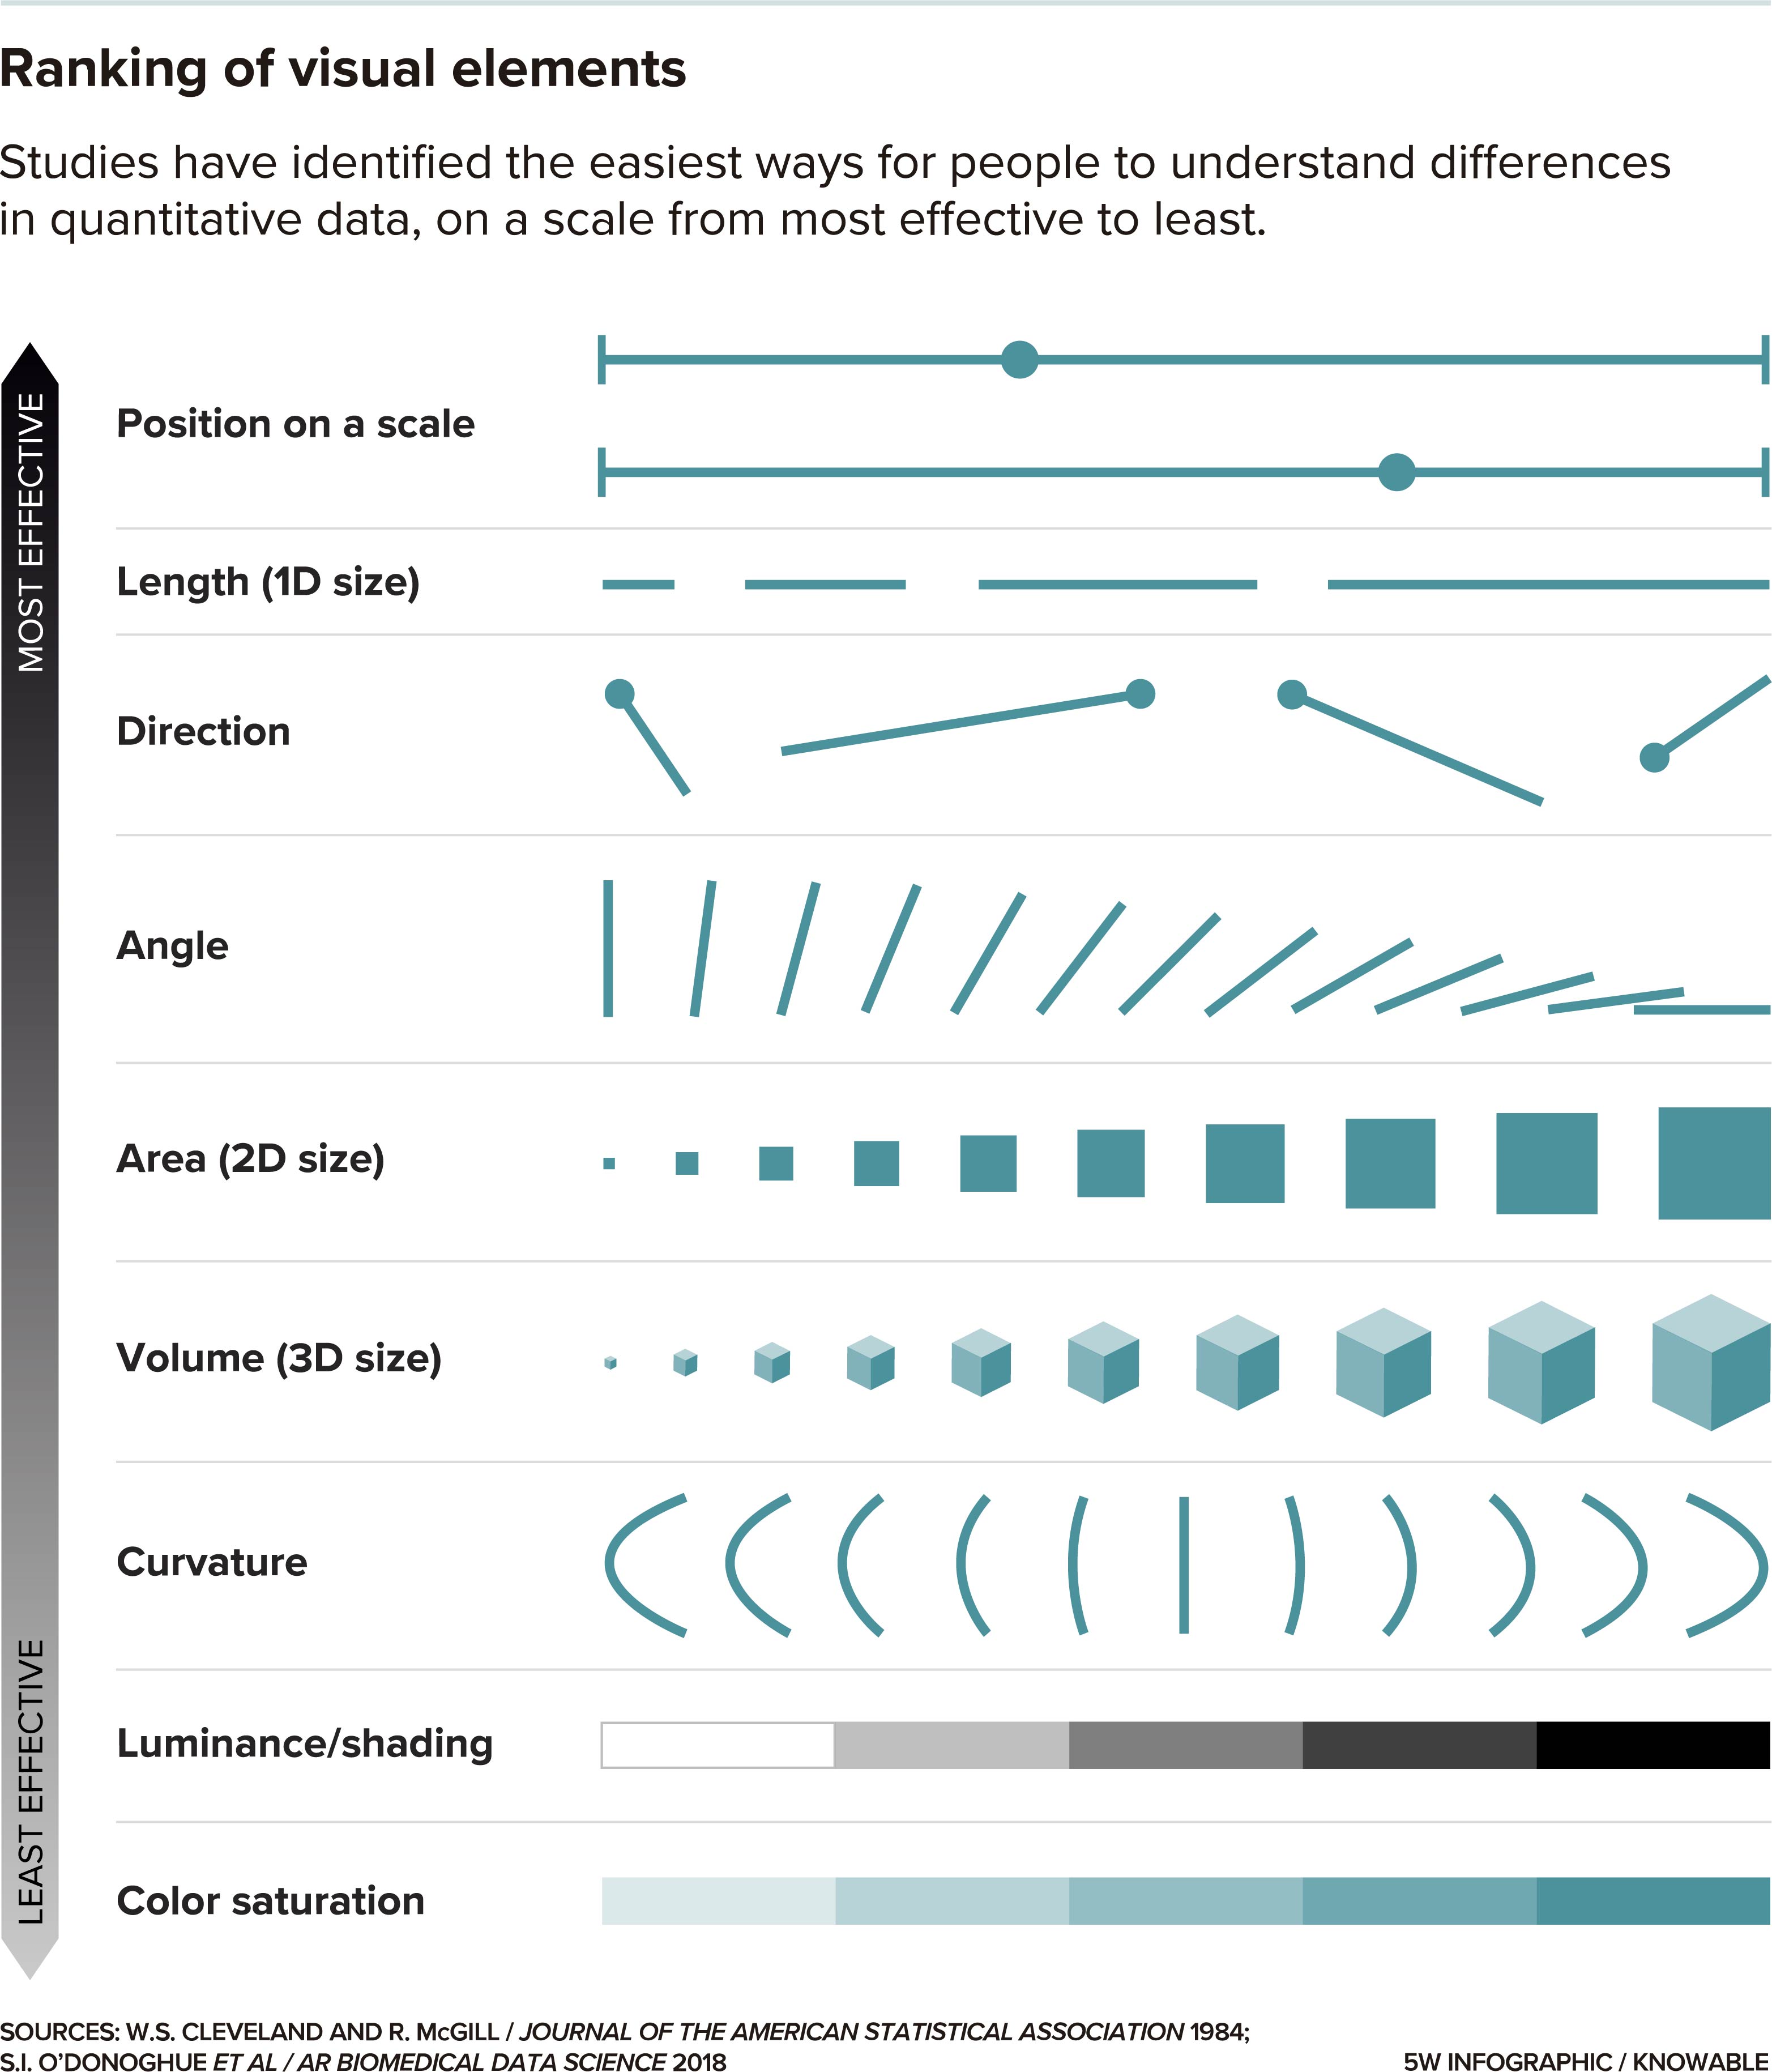 Ranking of visual elements
Studies have identified the easiest ways for people to understand differences
in quantitative data, on a scale from most effective to least.
MOST EFFECTIVE
Position on a scale
Length (1D size)
Direction
Angle
Area (2D size)
Volume (3D size)
Curvature
Luminance/shading
Color saturation
LEAST EFFECTIVE
SOURCES: W.S. CLEVELAND AND R. McGILL / JOURNAL OF THE AMERICAN STATISTICAL ASSOCIATION 1984;
S.I. O’DONOGHUE ET AL / AR BIOMEDICAL DATA SCIENCE 2018
5W INFOGRAPHIC / KNOWABLE